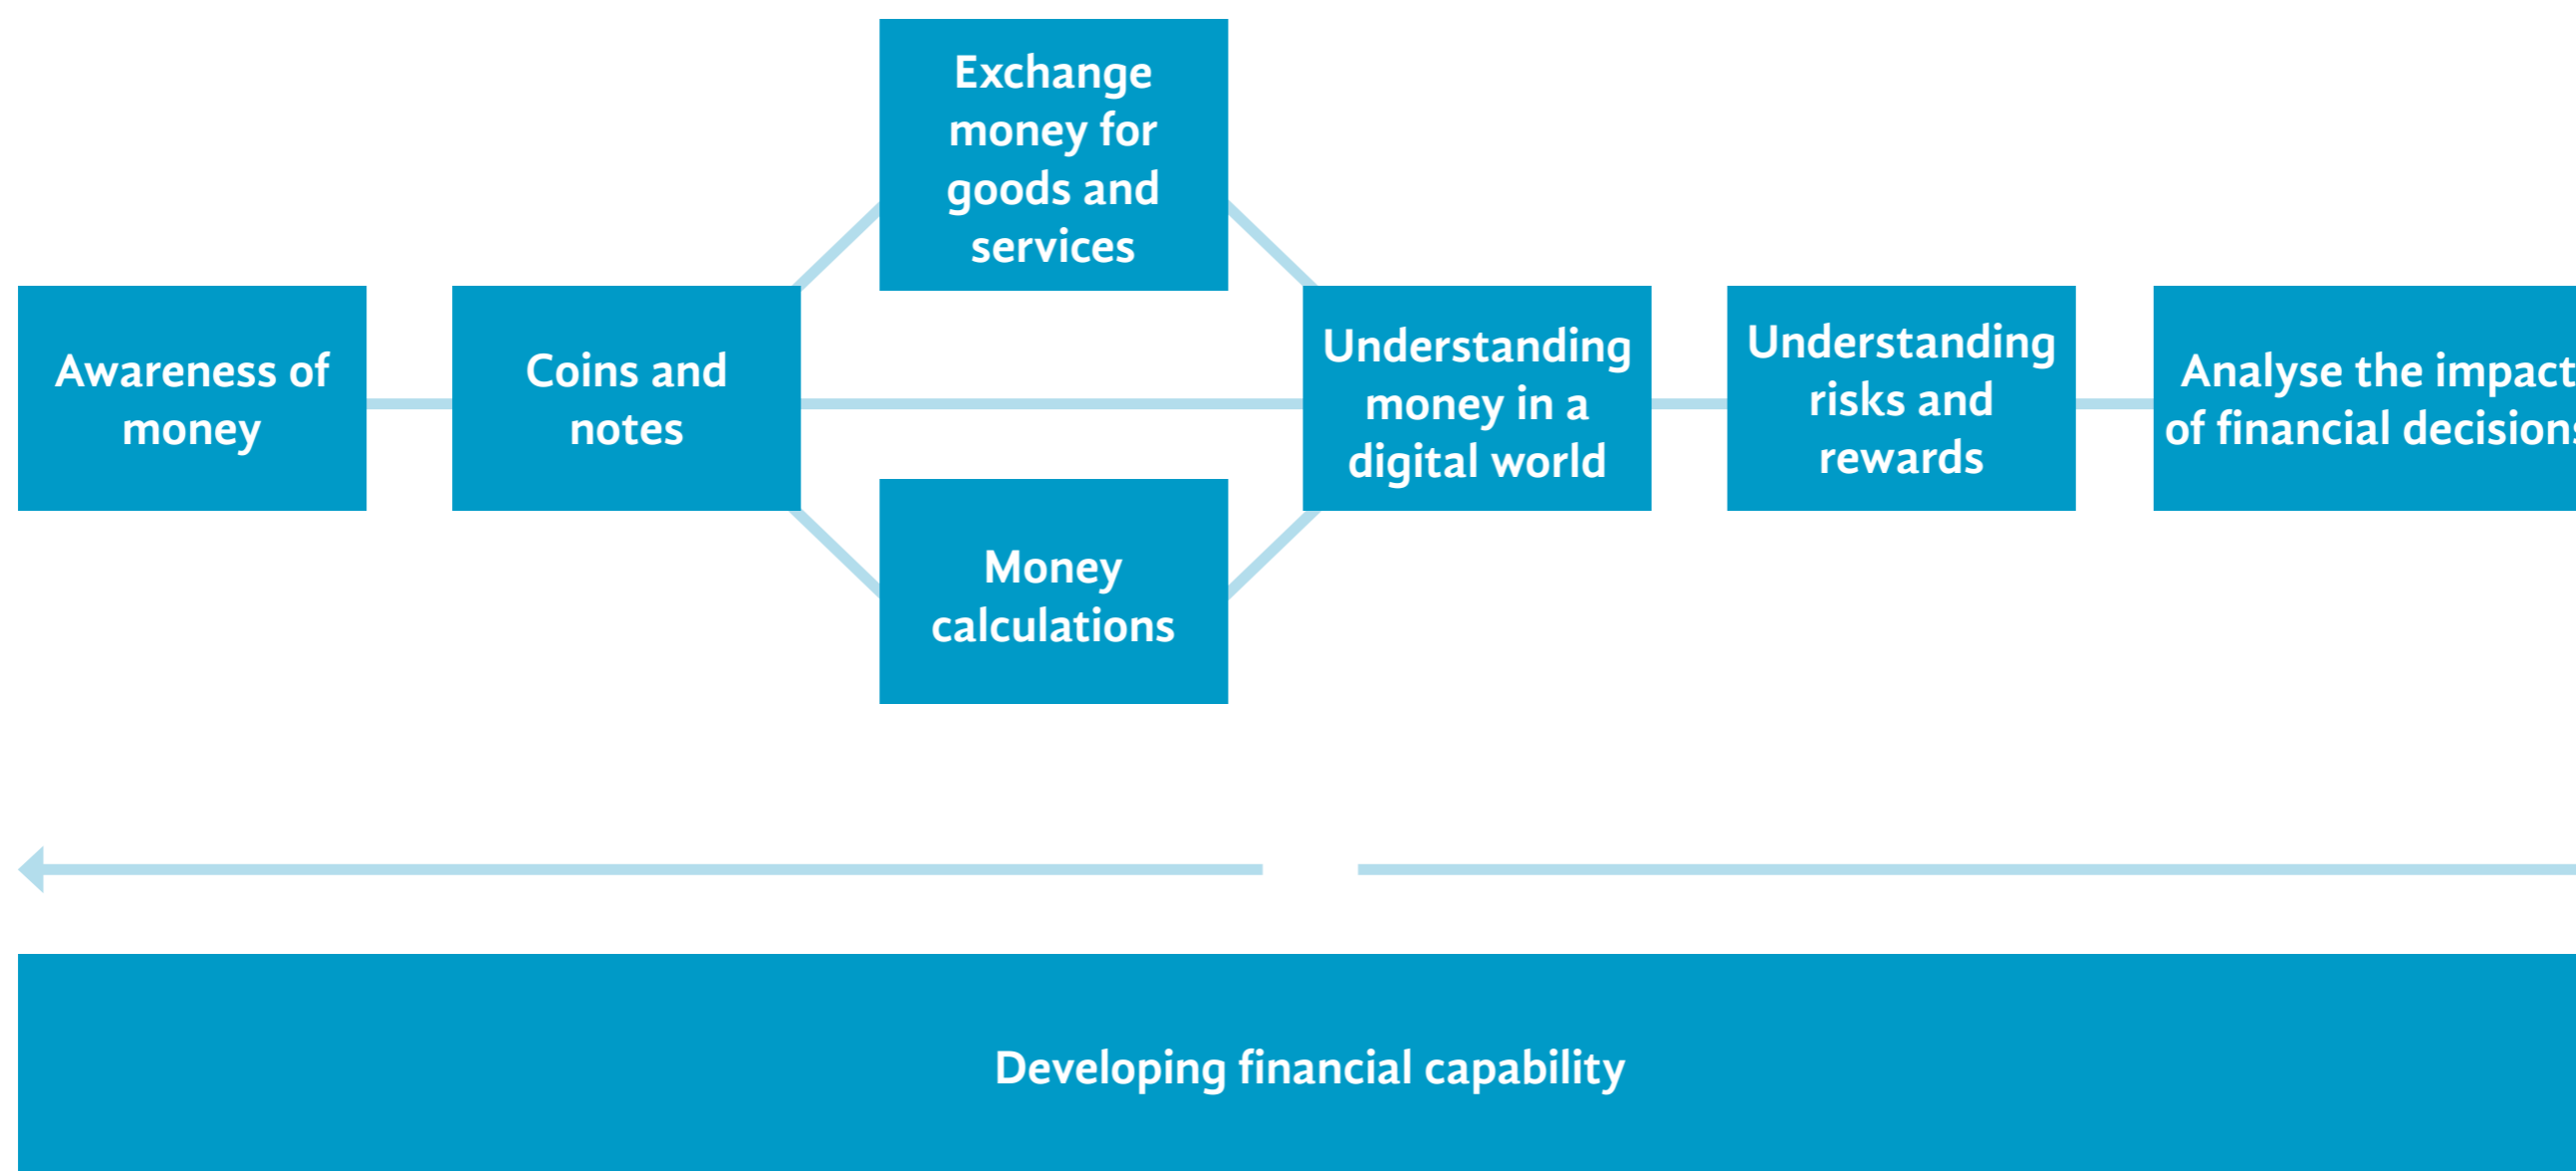 Awareness of
money
Coins and
notes
Exchange
money for
goods and
services
Money
calculations
Understanding
money in a
digital world
Understanding
risks and
rewards
Analyse the impact
of financial decisions
Developing financial capability